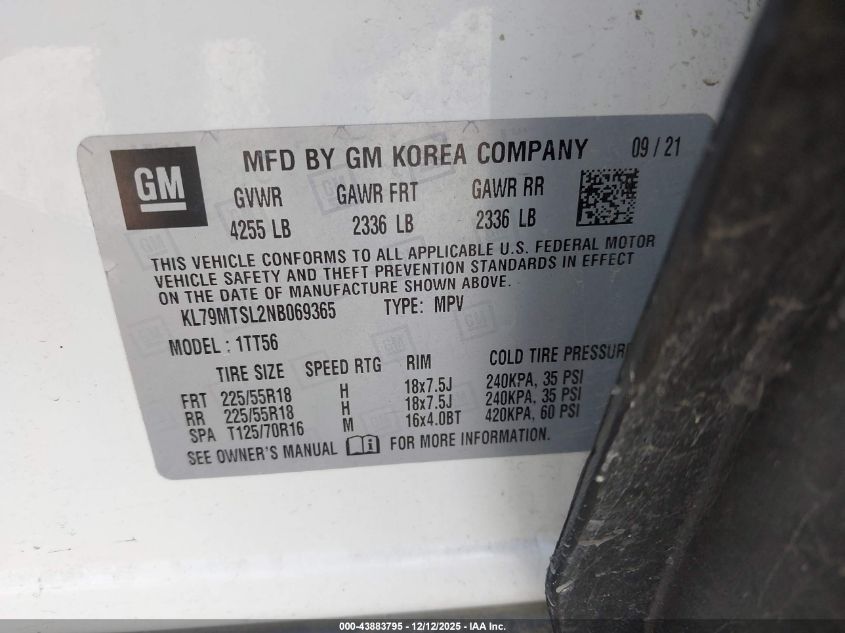 GM
MFD BY GM KOREA COMPANY 09 / 21
GVWR GAWR FRT GAWR RR
4255 LB 2336 LB 2336 LB
THIS VEHICLE CONFORMS TO ALL APPLICABLE U.S. FEDERAL MOTOR
VEHICLE SAFETY AND THEFT PREVENTION STANDARDS IN EFFECT
ON THE DATE OF MANUFACTURE SHOWN ABOVE.
KL79MTSL2NB069365 TYPE: MPV
MODEL : 1TT56
TIRE SIZE SPEED RTG RIM COLD TIRE PRESSURE
FRT 225/55R18 H 18x7.5J 240KPA, 35 PSI
RR 225/55R18 H 18x7.5J 240KPA, 35 PSI
SPA T125/70R16 M 16x4.0BT 420KPA, 60 PSI
SEE OWNER'S MANUAL FOR MORE INFORMATION.
000-43883795 - 12/12/2025 - IAA Inc.